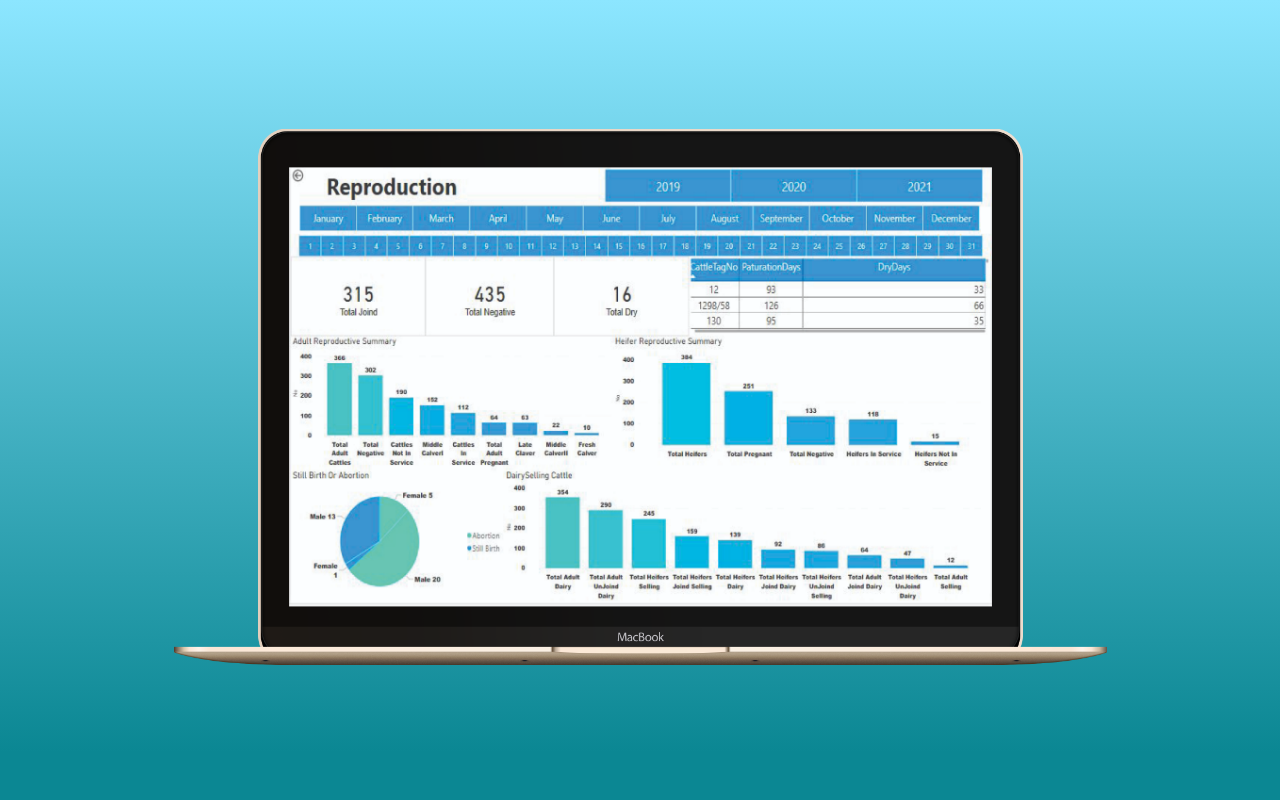 Reproduction
2019 2020 2021
January February March April May June July August September October November December
1 2 3 4 5 6 7 8 9 10 11 12 13 14 15 16 17 18 19 20 21 22 23 24 25 26 27 28 29 30 31
315
Total Joind
435
Total Negative
16
Total Dry
CattleTagNo PaturationDays DryDays
12 93 33
1298/58 126 66
130 95 35
Adult Reproductive Summary
No
400
300
200
100
0
366 302 190 152 112 64 63 22 10
Total Adult Cattles
Total Negative
Cattles Not In Service
Middle Calverl
Cattles In Service
Total Adult Pregnant
Late Claver
Middle Calverll
Fresh Calver
Heifer Reproductive Summary
No
400
300
200
100
0
384 251 133 118 15
Total Heifers
Total Pregnant
Total Negative
Heifers In Service
Heifers Not In Service
Still Birth Or Abortion
Female 5
Male 13
Female 1
Male 20
Abortion
Still Birth
DairySelling Cattle
No
400
300
200
100
0
354 290 245 159 139 92 86 64 47 12
Total Adult Dairy
Total Adult UnJoind Dairy
Total Heifers Selling
Total Heifers Joind Selling
Total Heifers Dairy
Total Heifers Joind Dairy
Total Heifers UnJoind Selling
Total Adult Joind Dairy
Total Heifers UnJoind Dairy
Total Adult Selling
MacBook